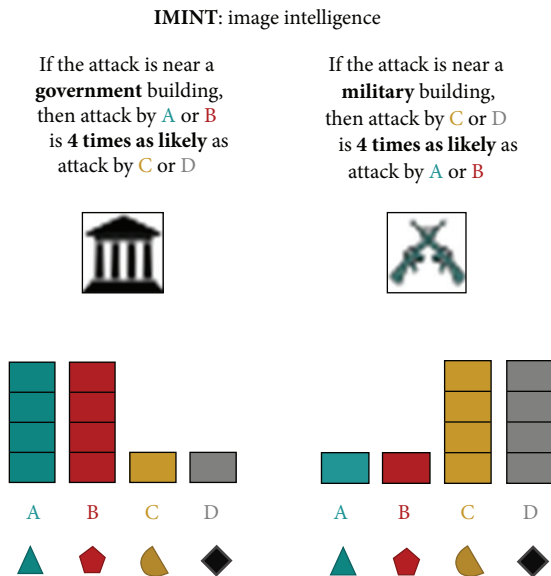 IMINT: image intelligence
If the attack is near a
government building,
then attack by A or B
is 4 times as likely as
attack by C or D
If the attack is near a
military building,
then attack by C or D
is 4 times as likely as
attack by A or B
A B C D
A B C D